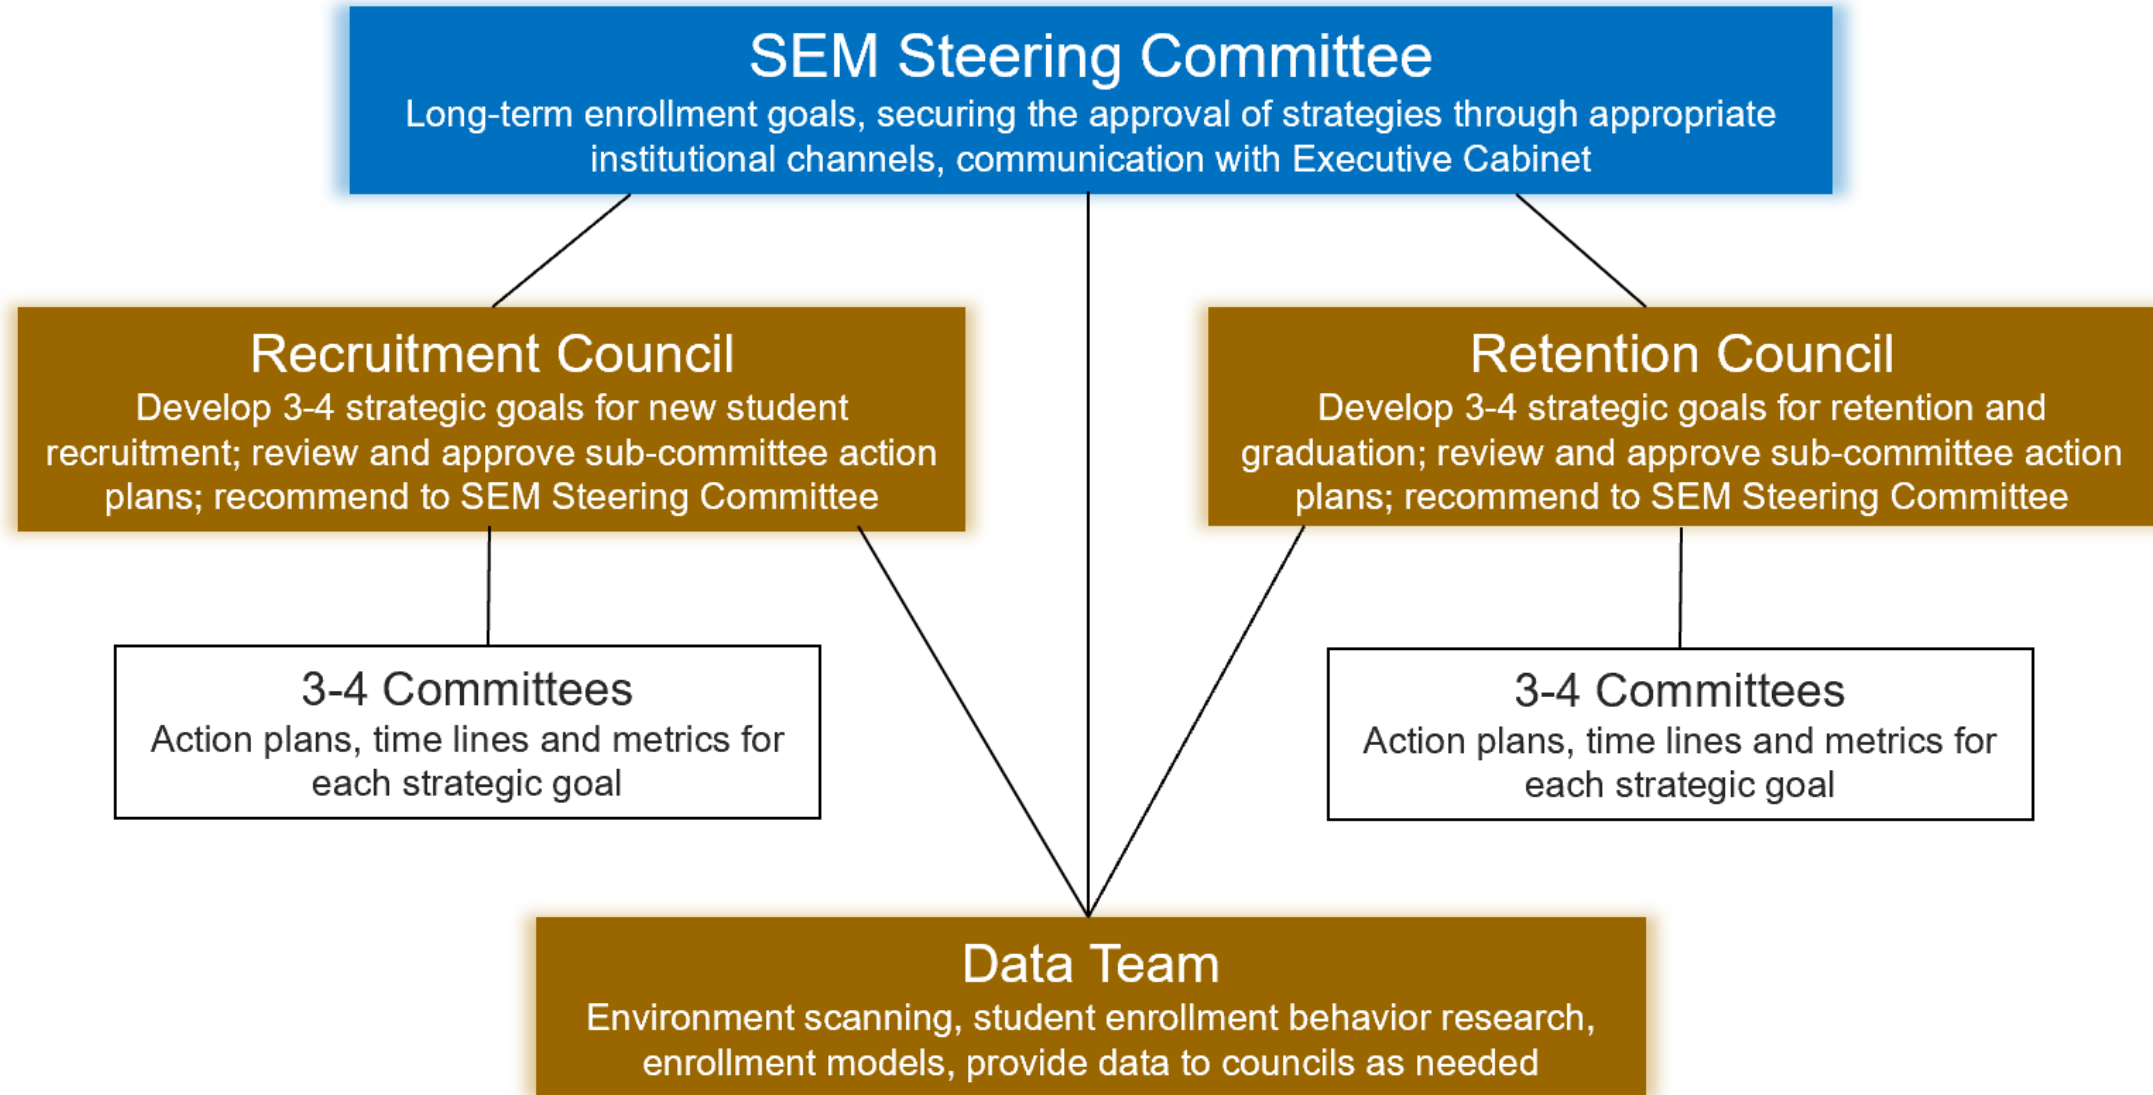 SEM Steering Committee
Long-term enrollment goals, securing the approval of strategies through appropriate
institutional channels, communication with Executive Cabinet
Recruitment Council
Develop 3-4 strategic goals for new student
recruitment; review and approve sub-committee action
plans; recommend to SEM Steering Committee
Retention Council
Develop 3-4 strategic goals for retention and
graduation; review and approve sub-committee action
plans; recommend to SEM Steering Committee
3-4 Committees
Action plans, time lines and metrics for
each strategic goal
3-4 Committees
Action plans, time lines and metrics for
each strategic goal
Data Team
Environment scanning, student enrollment behavior research,
enrollment models, provide data to councils as needed